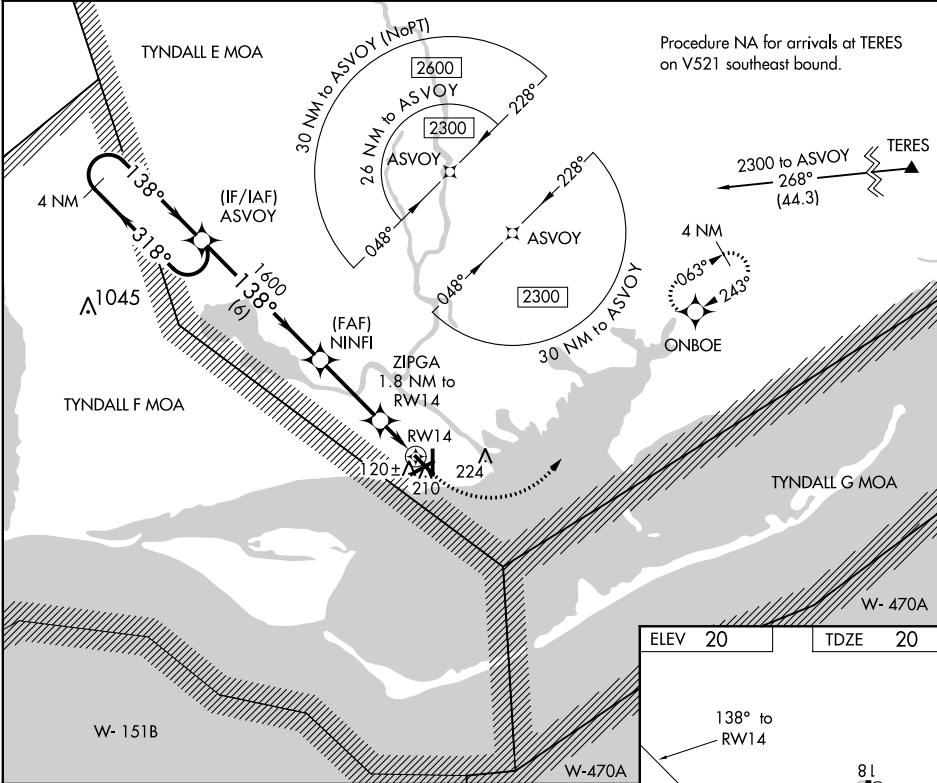 TYNDALL E MOA
30 NM to ASVOY (NoPT)
2600
26 NM to ASVOY
2300
228°
ASVOY
048°
Procedure NA for arrivals at TERES
on V521 southeast bound.
TERES
2300 to ASVOY
268°
(44.3)
228°
ASVOY
048°
2300
30 NM to ASVOY
4 NM
063°
243°
ONBOE
138°
4 NM
318°
(IF/IAF)
ASVOY
1600
138°
(6)
1045
(FAF)
NINFI
ZIPGA
1.8 NM to
RW14
TYNDALL F MOA
RW14
120±
210
224
TYNDALL G MOA
W- 470A
W- 151B
W-470A
ELEV 20
TDZE 20
138° to
RW14
18